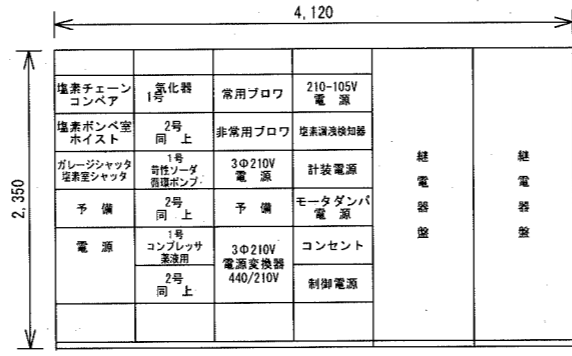 4,120
2,350
塩素チェーン
コンベア
気化器
1号
常用ブロワ
210-105V
電 源
塩素ボンベ室
ホイスト
2号
同 上
非常用ブロワ
塩素漏洩検知器
ガレージシャッタ
塩素室シャッタ
1号
苛性ソーダ
循環ポンプ
3Φ210V
電 源
計装電源
予 備
2号
同 上
予 備
モータダンパ
電 源
電 源
1号
コンプレッサ
薬液用
3Φ210V
電源変換器
440/210V
コンセント
2号
同 上
制御電源
継電器盤
継電器盤